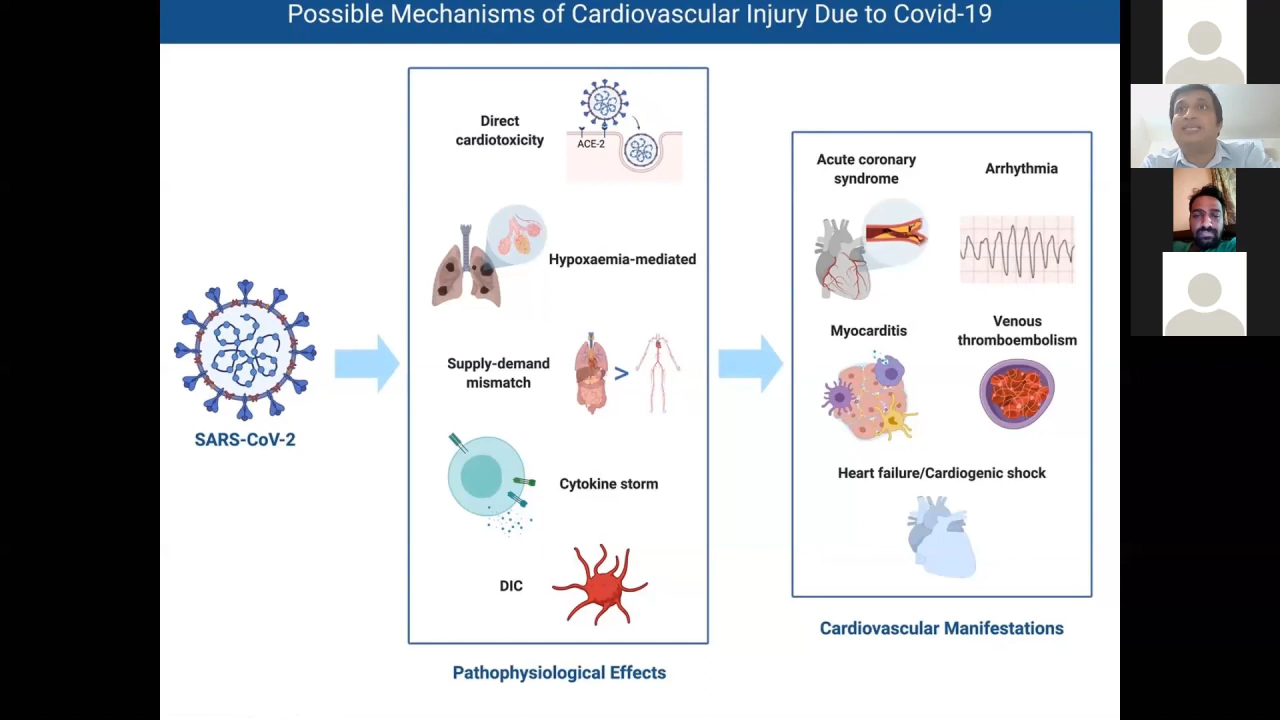 Possible Mechanisms of Cardiovascular Injury Due to Covid-19
SARS-CoV-2
Direct
cardiotoxicity
ACE-2
Hypoxaemia-mediated
Supply-demand
mismatch
>
Cytokine storm
DIC
Pathophysiological Effects
Acute coronary
syndrome
Arrhythmia
Myocarditis
Venous
thromboembolism
Heart failure/Cardiogenic shock
Cardiovascular Manifestations